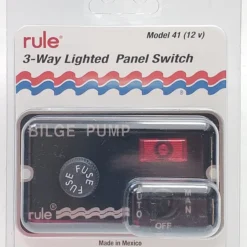 rule® Model 41 (12 v)
3-Way Lighted Panel Switch
BILGE PUMP
FUSE
FUSE
AUTO OFF MAN
rule®
Made in Mexico